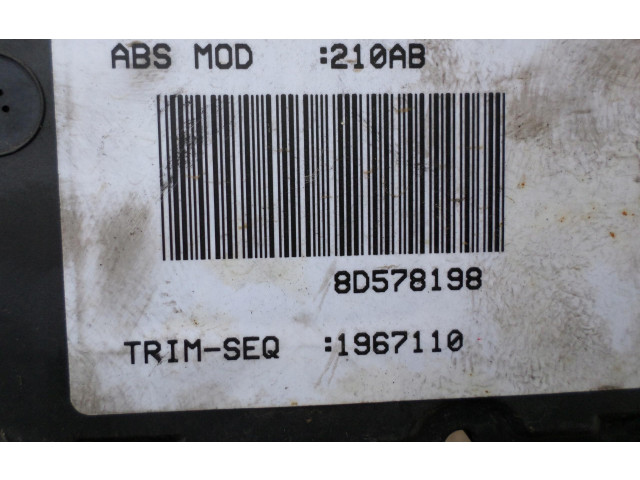 ABS MOD :210AB
8D578198
TRIM-SEQ :1967110